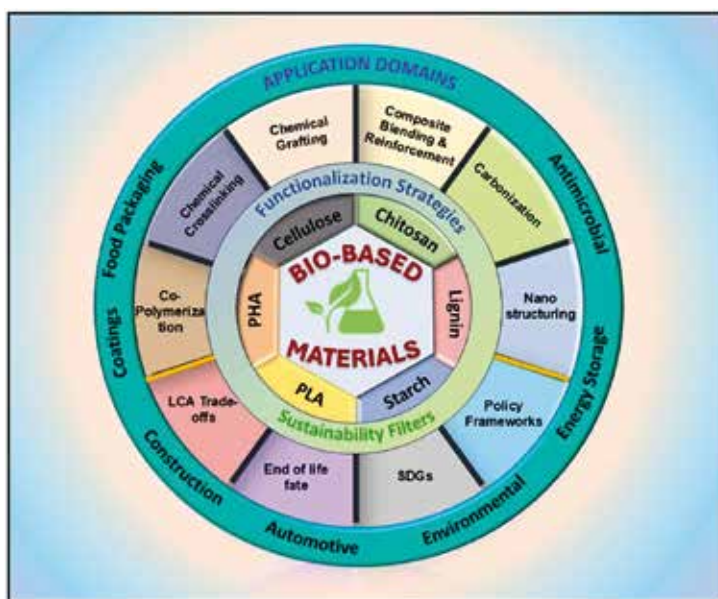 APPLICATION DOMAINS
Antimicrobial
Energy Storage
Environmental
Automotive
Construction
Coatings
Food Packaging
Chemical
Grafting
Composite
Blending &
Reinforcement
Carbonization
Nano
structuring
Policy
Frameworks
SDGs
End of life
fate
LCA Trade-
offs
Co-
Polymeriza
tion
Chemical
Crosslinking
Functionalization Strategies
Sustainability Filters
Cellulose
Chitosan
Lignin
Starch
PLA
PHA
BIO-BASED
MATERIALS